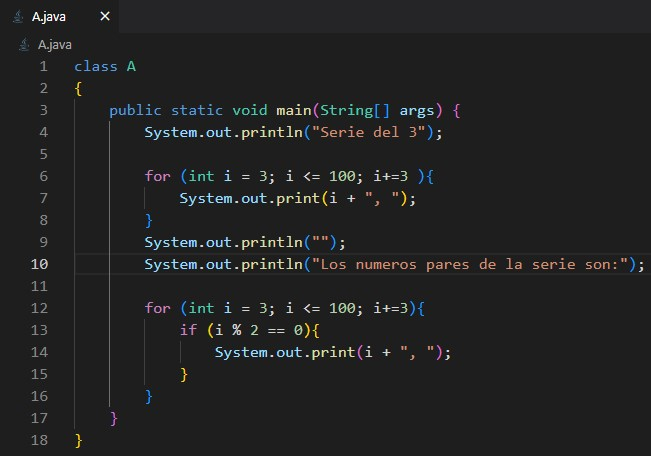 A.java ×
A.java
1 class A
2 {
3     public static void main(String[] args) {
4         System.out.println("Serie del 3");
5
6         for (int i = 3; i <= 100; i+=3 ){
7             System.out.print(i + ", ");
8         }
9         System.out.println("");
10         System.out.println("Los numeros pares de la serie son:");
11
12         for (int i = 3; i <= 100; i+=3){
13             if (i % 2 == 0){
14                 System.out.print(i + ", ");
15             }
16         }
17     }
18 }